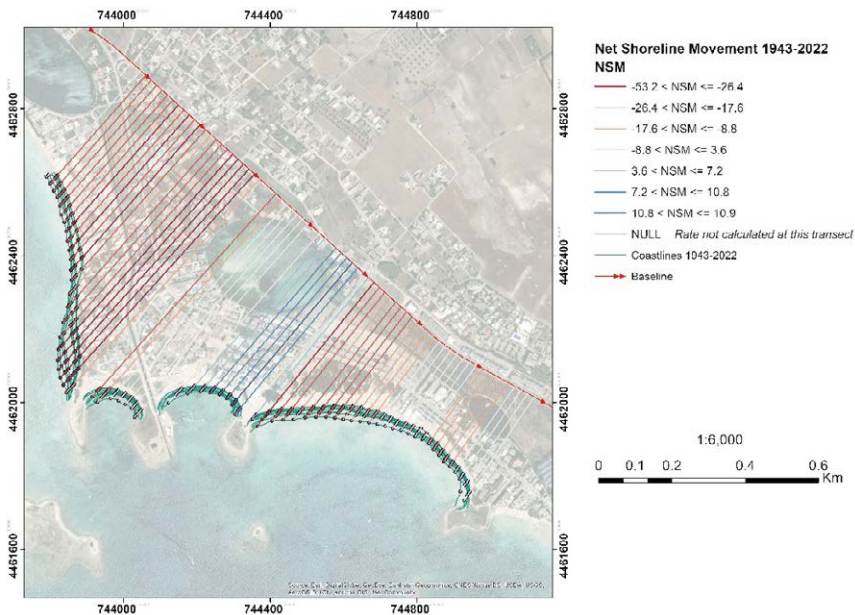 744000 744400 744800
4462800 4462800
4462400 4462400
4462000 4462000
4461600 4461600
744000 744400 744800
Net Shoreline Movement 1943-2022
NSM
-53.2 < NSM <= -26.4
-26.4 < NSM <= -17.6
-17.6 < NSM <= -8.8
-8.8 < NSM <= 3.6
3.6 < NSM <= 7.2
7.2 < NSM <= 10.8
10.8 < NSM <= 10.9
NULL Rate not calculated at this transect
Coastlines 1943-2022
Baseline
1:6,000
0 0.1 0.2 0.4 0.6
Km